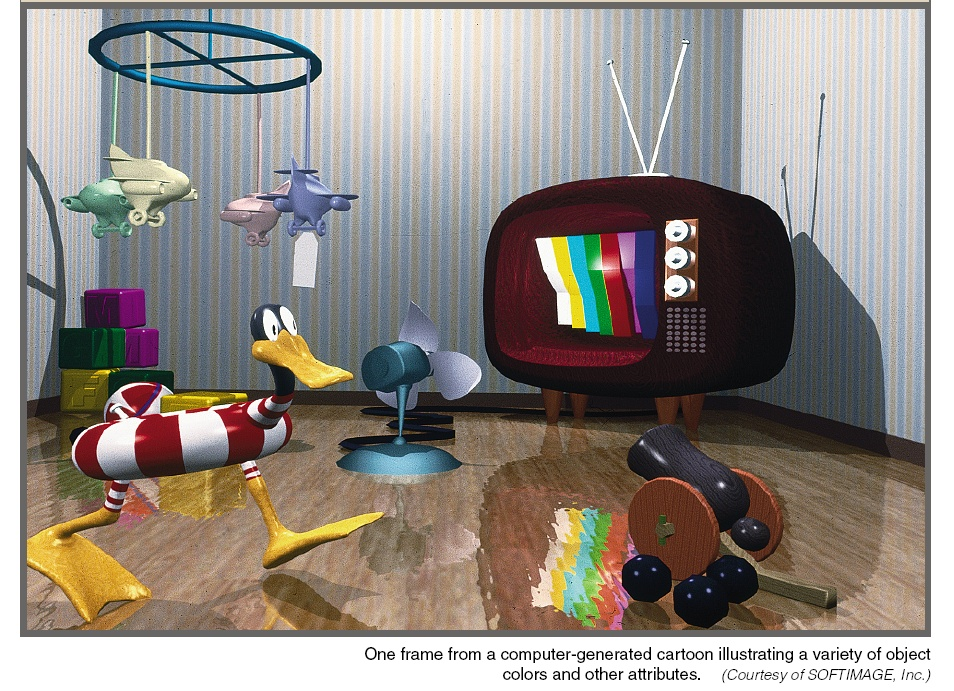 One frame from a computer-generated cartoon illustrating a variety of object
colors and other attributes. (Courtesy of SOFTIMAGE, Inc.)